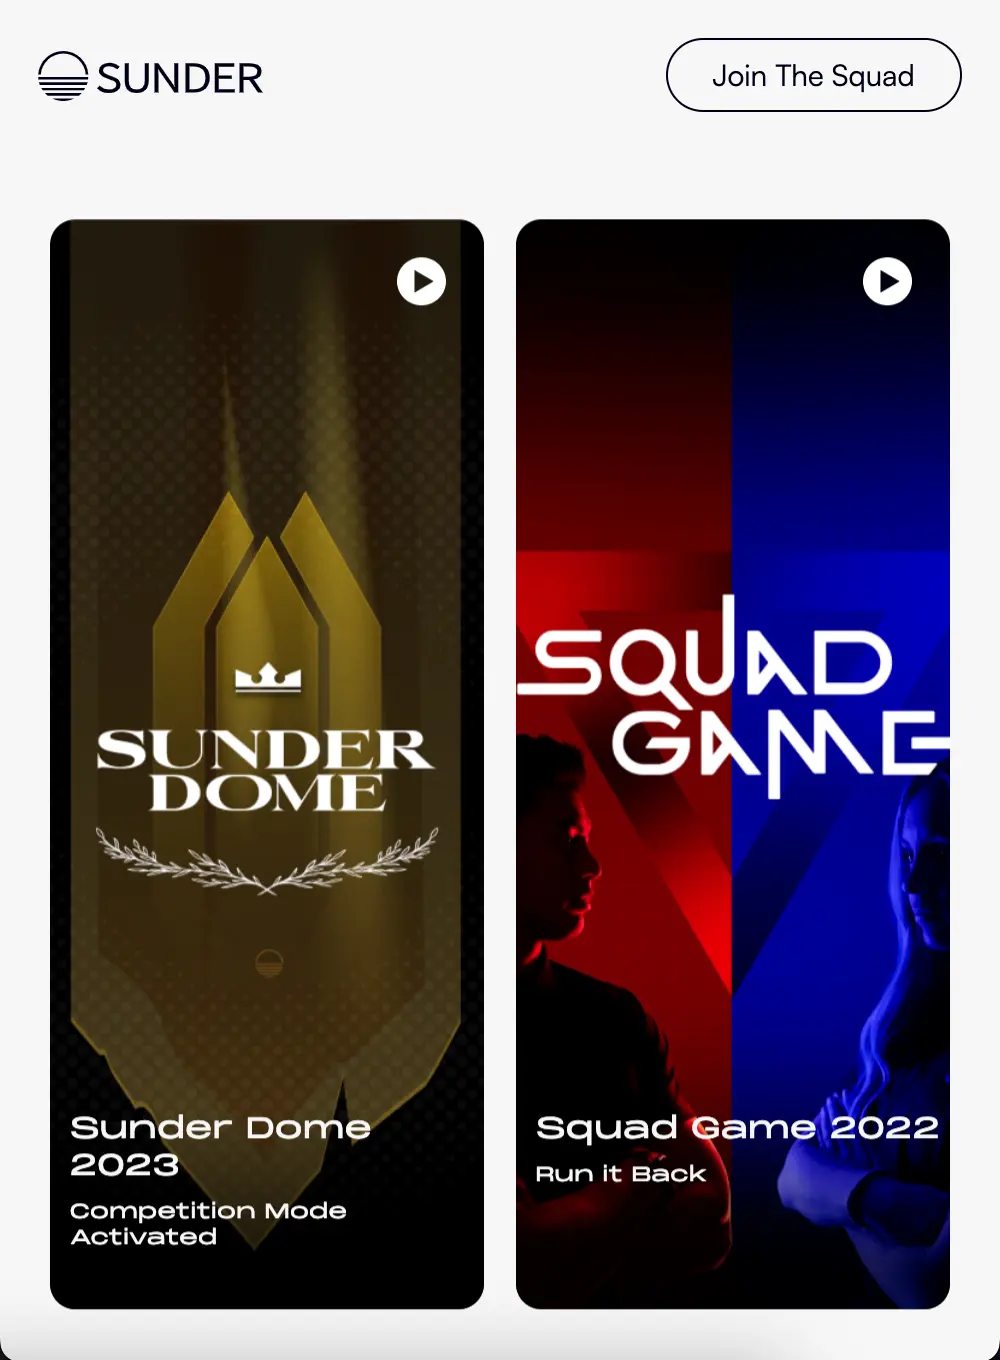 SUNDER
Join The Squad
SUNDER
DOME
Sunder Dome
2023
Competition Mode
Activated
SQUAD
GAME
Squad Game 2022
Run it Back